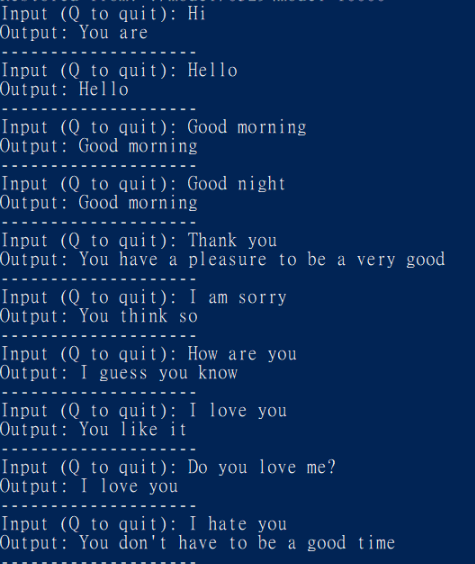 Input (Q to quit): Hi
Output: You are
--------------------
Input (Q to quit): Hello
Output: Hello
--------------------
Input (Q to quit): Good morning
Output: Good morning
--------------------
Input (Q to quit): Good night
Output: Good morning
--------------------
Input (Q to quit): Thank you
Output: You have a pleasure to be a very good
--------------------
Input (Q to quit): I am sorry
Output: You think so
--------------------
Input (Q to quit): How are you
Output: I guess you know
--------------------
Input (Q to quit): I love you
Output: You like it
--------------------
Input (Q to quit): Do you love me?
Output: I love you
--------------------
Input (Q to quit): I hate you
Output: You don't have to be a good time
--------------------